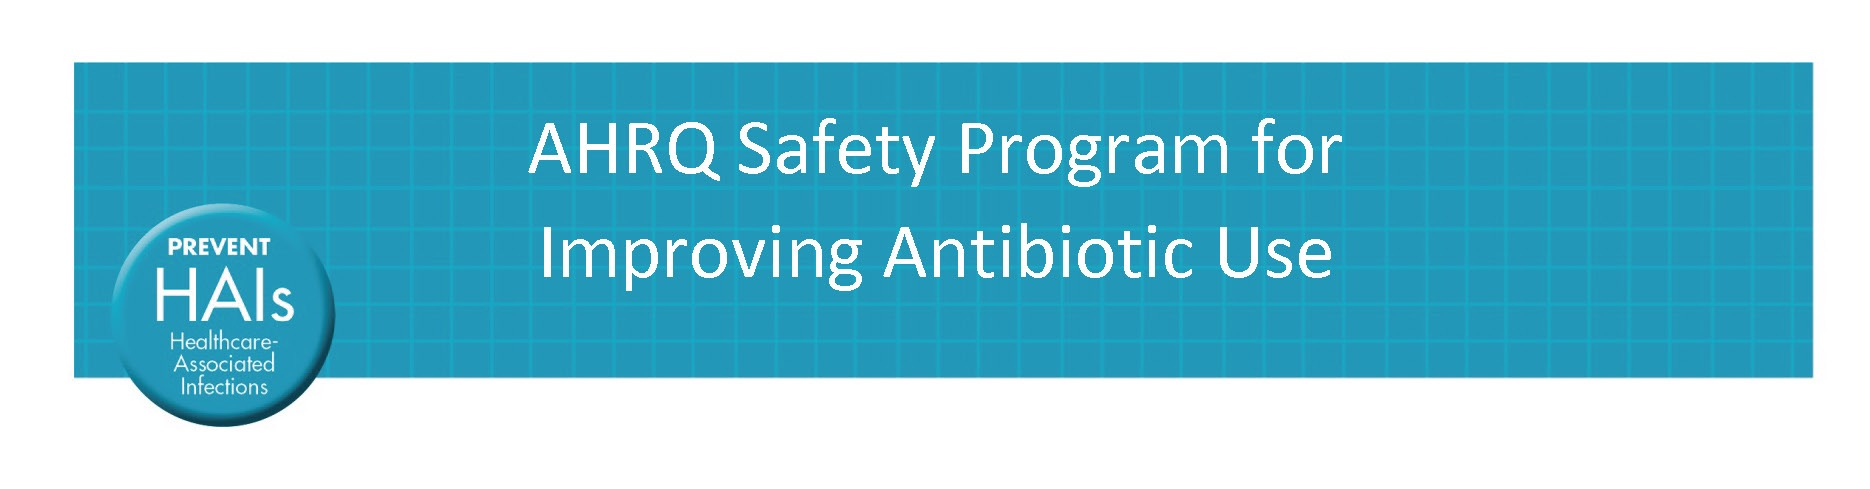 AHRQ Safety Program for
Improving Antibiotic Use
PREVENT
HAIs
Healthcare-
Associated
Infections